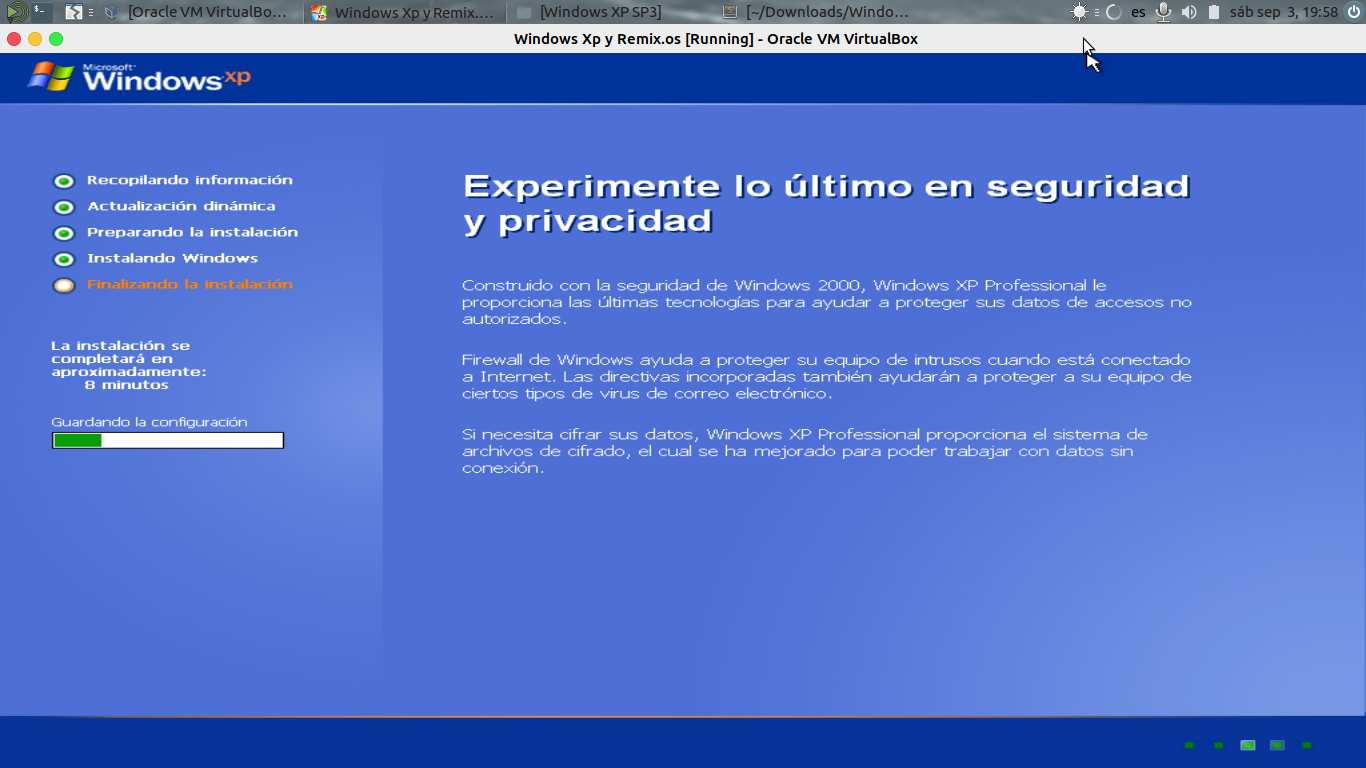 [Oracle VM VirtualBo... Windows Xp y Remix.... [Windows XP SP3] [~/Downloads/Windo... es sáb sep 3, 19:58
Windows Xp y Remix.os [Running] - Oracle VM VirtualBox
Microsoft
Windows xp
Recopilando información
Actualización dinámica
Preparando la instalación
Instalando Windows
Finalizando la instalación
La instalación se
completará en
aproximadamente:
8 minutos
Guardando la configuración
Experimente lo último en seguridad
y privacidad
Construido con la seguridad de Windows 2000, Windows XP Professional le
proporciona las últimas tecnologías para ayudar a proteger sus datos de accesos no
autorizados.
Firewall de Windows ayuda a proteger su equipo de intrusos cuando está conectado
a Internet. Las directivas incorporadas también ayudarán a proteger a su equipo de
ciertos tipos de virus de correo electrónico.
Si necesita cifrar sus datos, Windows XP Professional proporciona el sistema de
archivos de cifrado, el cual se ha mejorado para poder trabajar con datos sin
conexión.